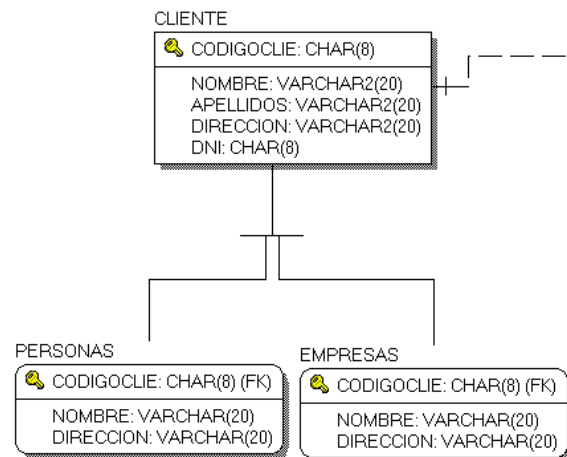 CLIENTE
CODIGOCLIE: CHAR(8)
NOMBRE: VARCHAR2(20)
APELLIDOS: VARCHAR2(20)
DIRECCION: VARCHAR2(20)
DNI: CHAR(8)
PERSONAS
CODIGOCLIE: CHAR(8) (FK)
NOMBRE: VARCHAR(20)
DIRECCION: VARCHAR(20)
EMPRESAS
CODIGOCLIE: CHAR(8) (FK)
NOMBRE: VARCHAR(20)
DIRECCION: VARCHAR(20)